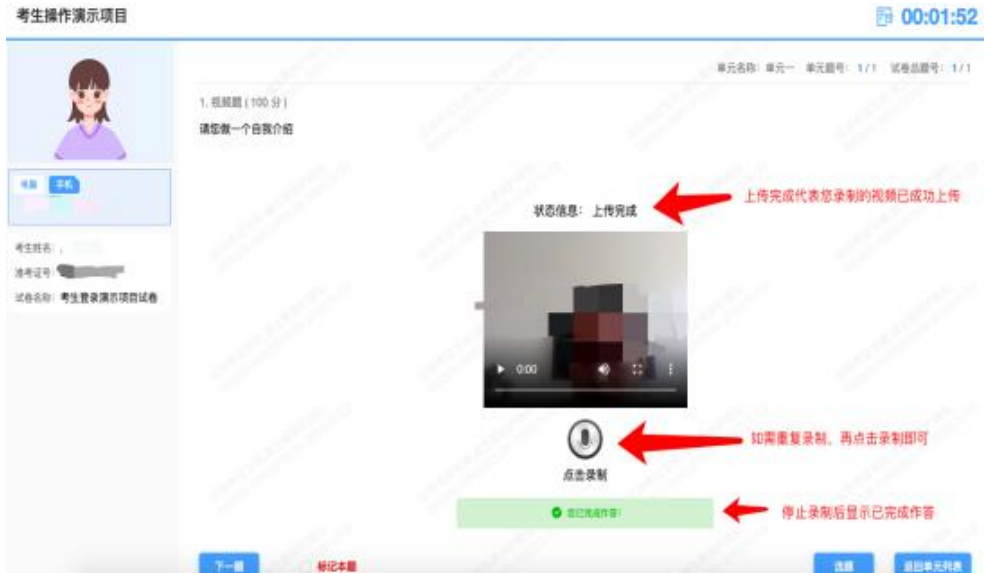 考生操作演示项目
00:01:52
单元名称：单元一 单元题号：1/1 试卷总题号：1/1
1. 视频题 ( 100 分 )
请您做一个自我介绍
电脑 手机
上传完成代表您录制的视频已成功上传
状态信息： 上传完成
考生姓名：
准考证号：
试卷名称：考生登录演示项目试卷
0:00
如需重复录制，再点击录制即可
点击录制
您已完成作答！
停止录制后显示已完成作答
下一题
标记本题
选题
返回单元列表